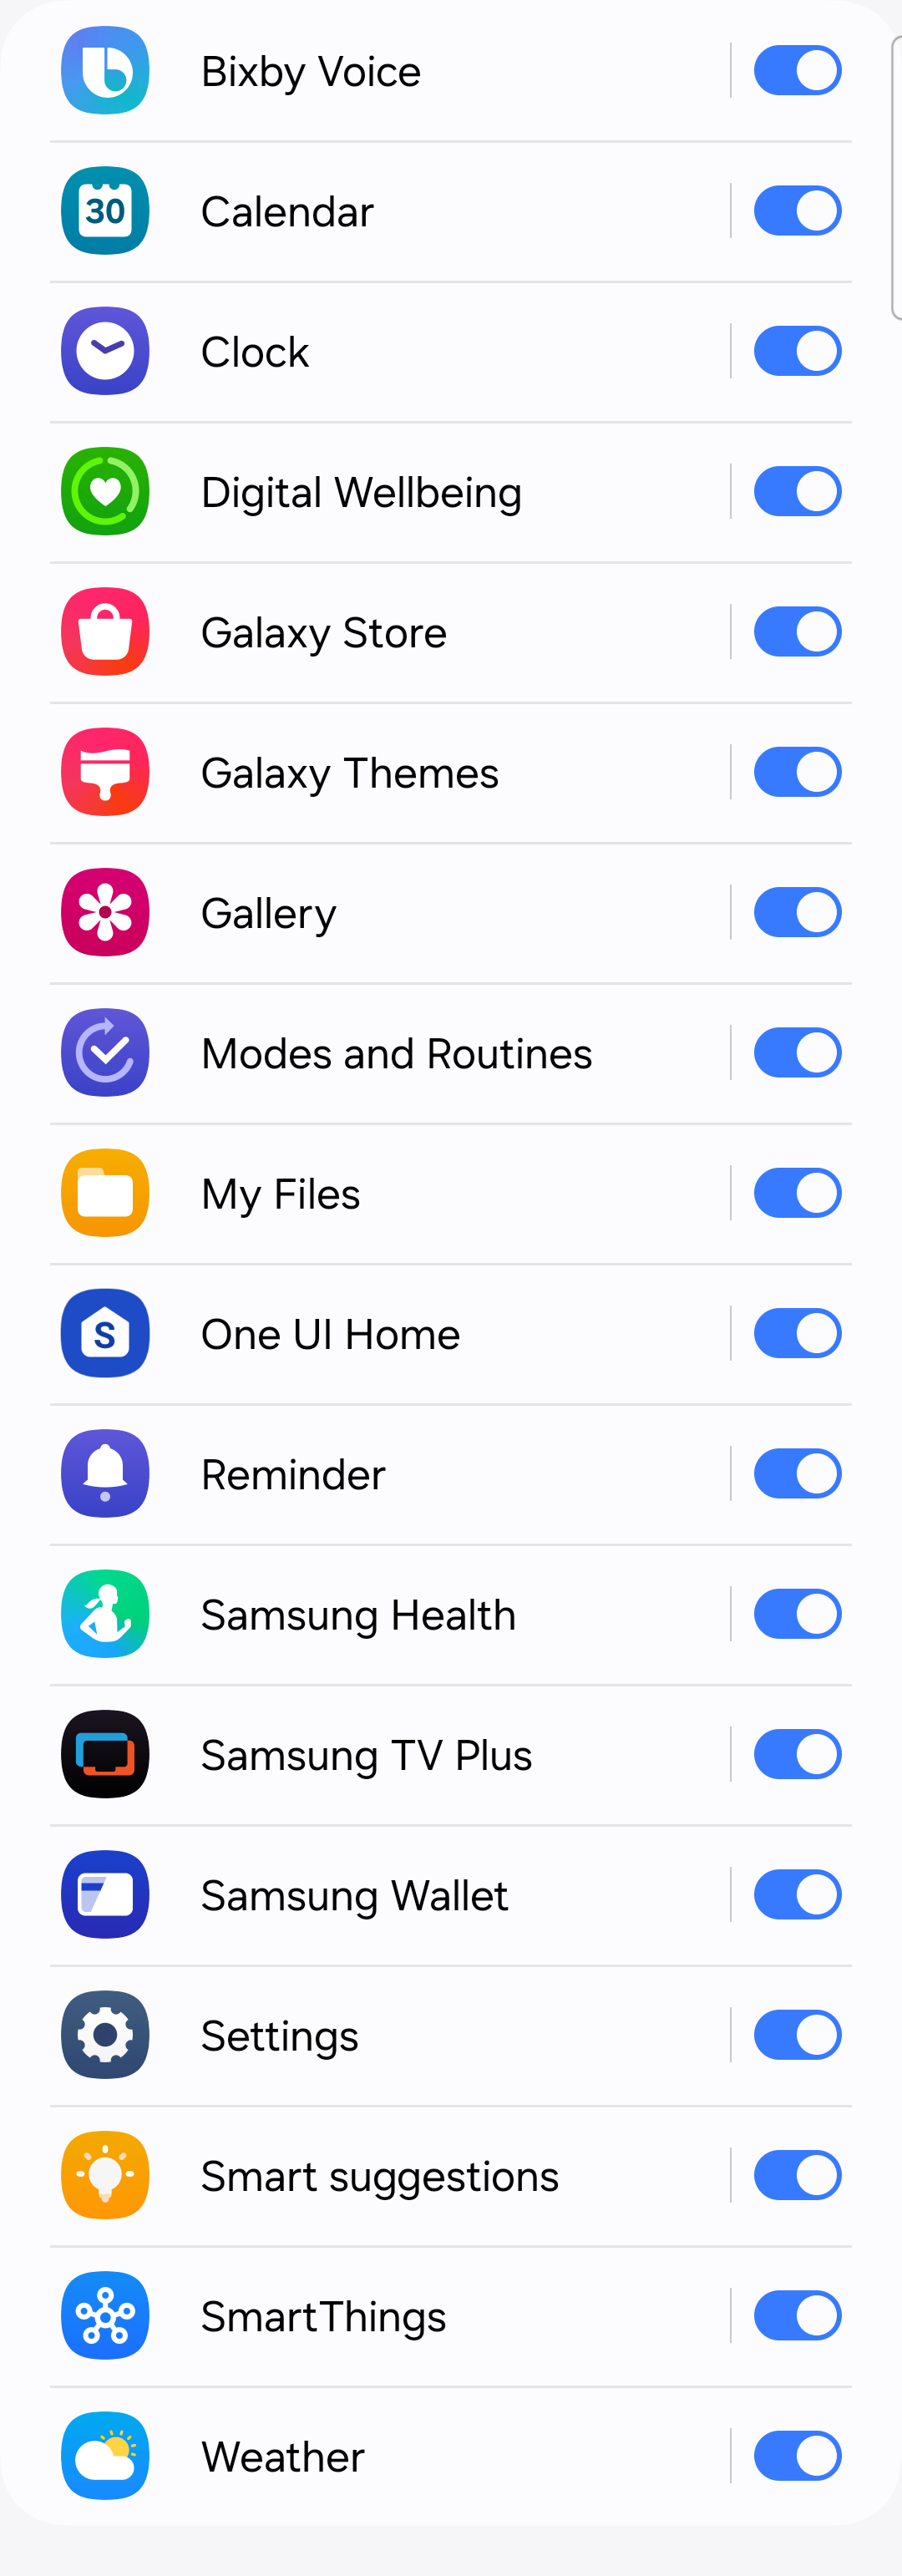 Bixby Voice
30
Calendar
Clock
Digital Wellbeing
Galaxy Store
Galaxy Themes
Gallery
Modes and Routines
My Files
S
One UI Home
Reminder
Samsung Health
Samsung TV Plus
Samsung Wallet
Settings
Smart suggestions
SmartThings
Weather